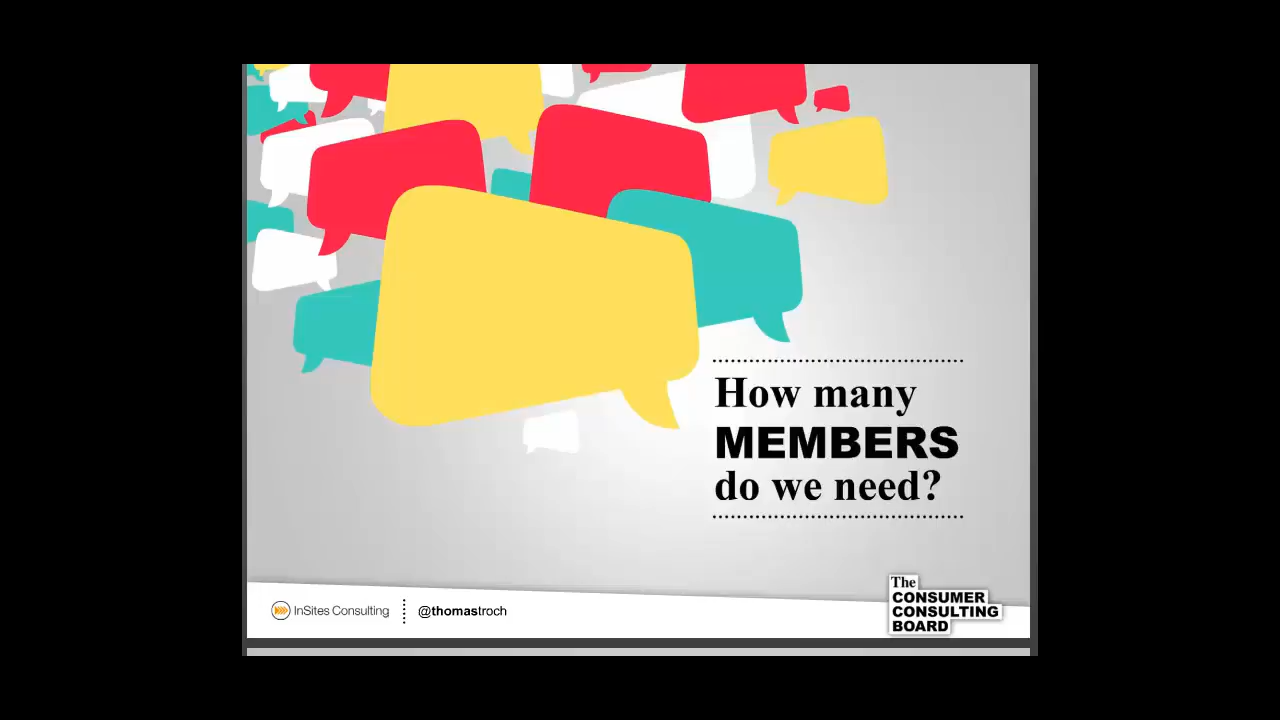 How many
MEMBERS
do we need?
InSites Consulting
@thomastroch
The
CONSUMER
CONSULTING
BOARD